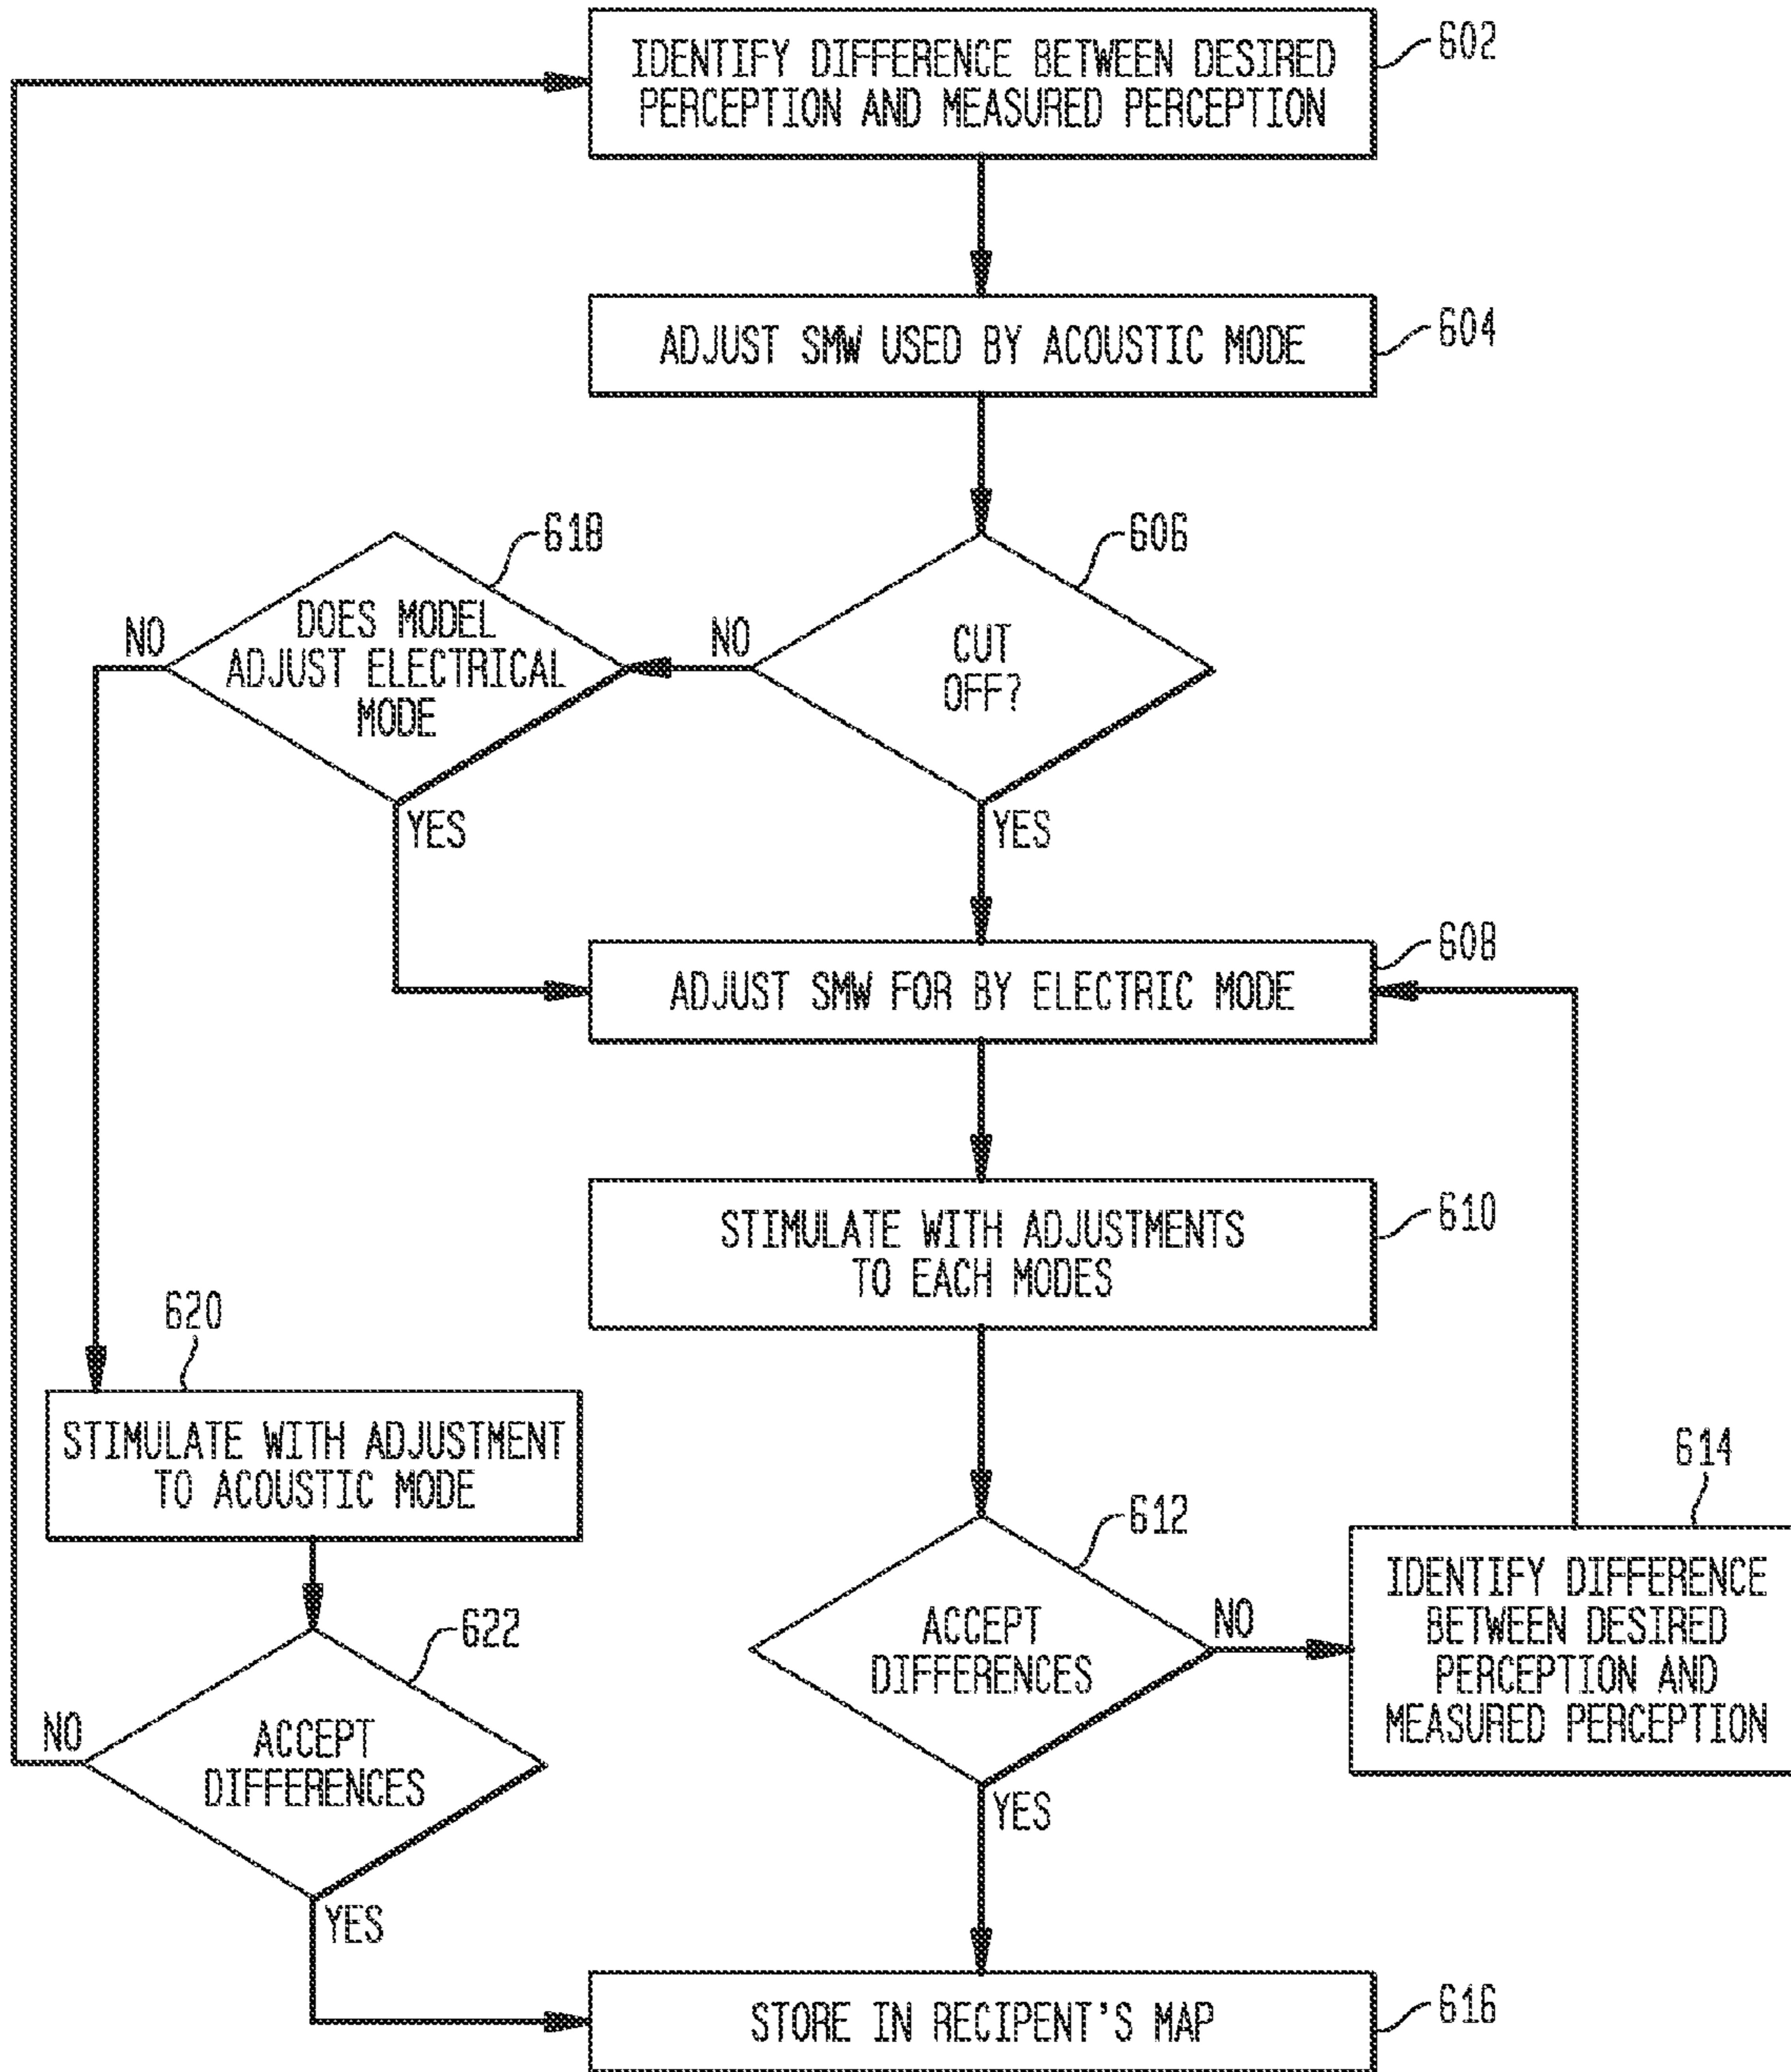 IDENTIFY DIFFERENCE BETWEEN DESIRED
PERCEPTION AND MEASURED PERCEPTION
602
ADJUST SMW USED BY ACOUSTIC MODE
604
618
606
NO
DOES MODEL
ADJUST ELECTRICAL
MODE
NO
CUT
OFF?
YES
YES
608
ADJUST SMW FOR BY ELECTRIC MODE
STIMULATE WITH ADJUSTMENTS
TO EACH MODES
610
620
STIMULATE WITH ADJUSTMENT
TO ACOUSTIC MODE
612
614
ACCEPT
DIFFERENCES
NO
IDENTIFY DIFFERENCE
BETWEEN DESIRED
PERCEPTION AND
MEASURED PERCEPTION
622
NO
ACCEPT
DIFFERENCES
YES
YES
STORE IN RECIPENT'S MAP
616